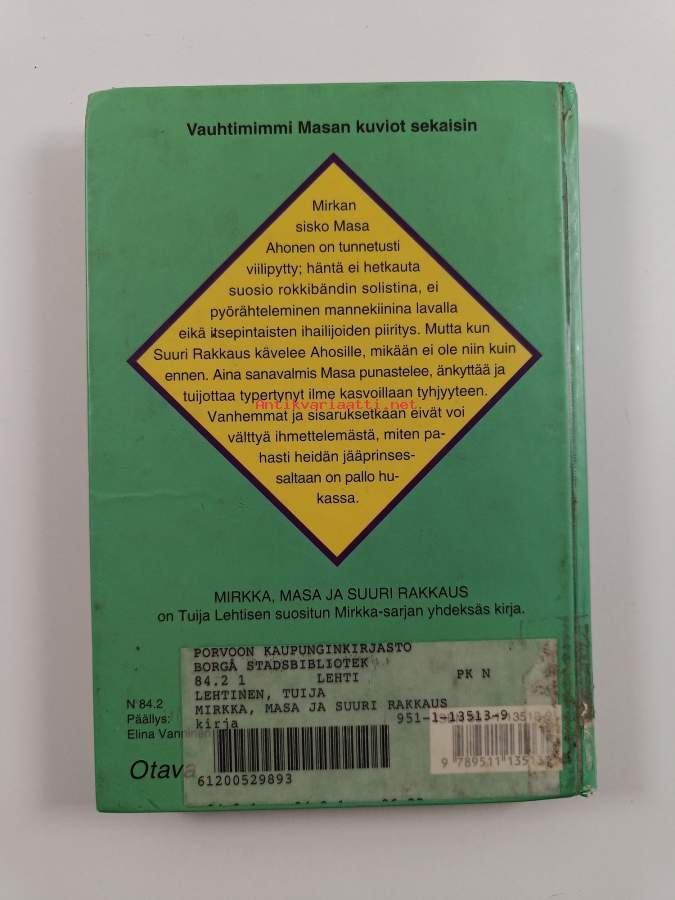 Vauhtimimmi Masan kuviot sekaisin
Mirkan
sisko Masa
Ahonen on tunnetusti
viilipytty; häntä ei hetkauta
suosio rokkibändin solistina, ei
pyörähteleminen mannekiinina lavalla
eikä itsepintaisten ihailijoiden piiritys. Mutta kun
Suuri Rakkaus kävelee Ahosille, mikään ei ole niin kuin
ennen. Aina sanavalmis Masa punastelee, änkyttää ja
tuijottaa typertynyt ilme kasvoillaan tyhjyyteen.
Antikvariaatti.net
Vanhemmat ja sisaruksetkaan eivät voi
välttyä ihmettelemästä, miten pa-
hasti heidän jääprinses-
saltaan on pallo hu-
kassa.
MIRKKA, MASA JA SUURI RAKKAUS
on Tuija Lehtisen suositun Mirkka-sarjan yhdeksäs kirja.
PORVOON KAUPUNGINKIRJASTO
BORGÅ STADSBIBLIOTEK
84.2 1 LEHTI PK N
LEHTINEN, TUIJA
MIRKKA, MASA JA SUURI RAKKAUS
kirja
951-1-13513-9
N 84.2
Päällys:
Elina Vanninen
Otava
61200529893
9 789511 13513